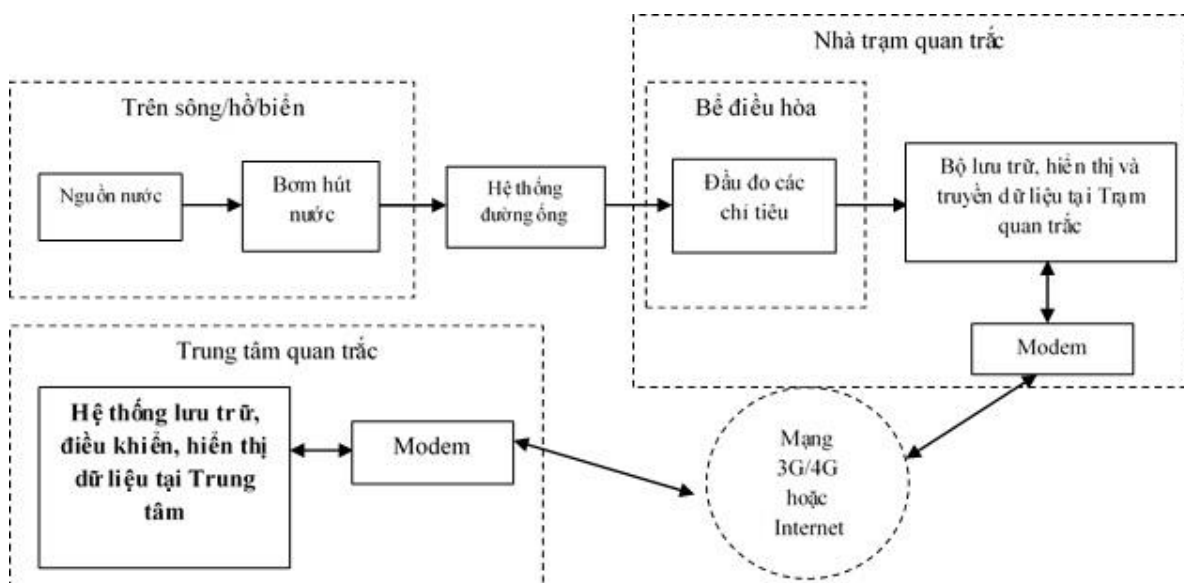 Nhà trạm quan trắc
Trên sông/hồ/biển
Bể điều hòa
Nguồn nước
Bơm hút
nước
Hệ thống
đường ống
Đầu đo các
chỉ tiêu
Bộ lưu trữ, hiển thị và
truyền dữ liệu tại Trạm
quan trắc
Modem
Trung tâm quan trắc
Hệ thống lưu trữ,
điều khiển, hiển thị
dữ liệu tại Trung
tâm
Modem
Mạng
3G/4G
hoặc
Internet